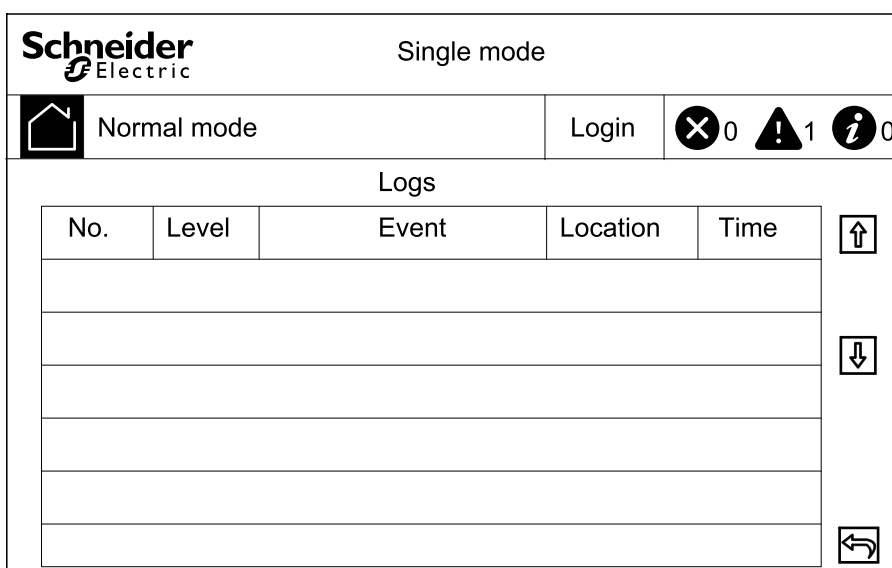 Schneider
Electric
Single mode
Normal mode
Login
0
1
0
Logs
No.
Level
Event
Location
Time